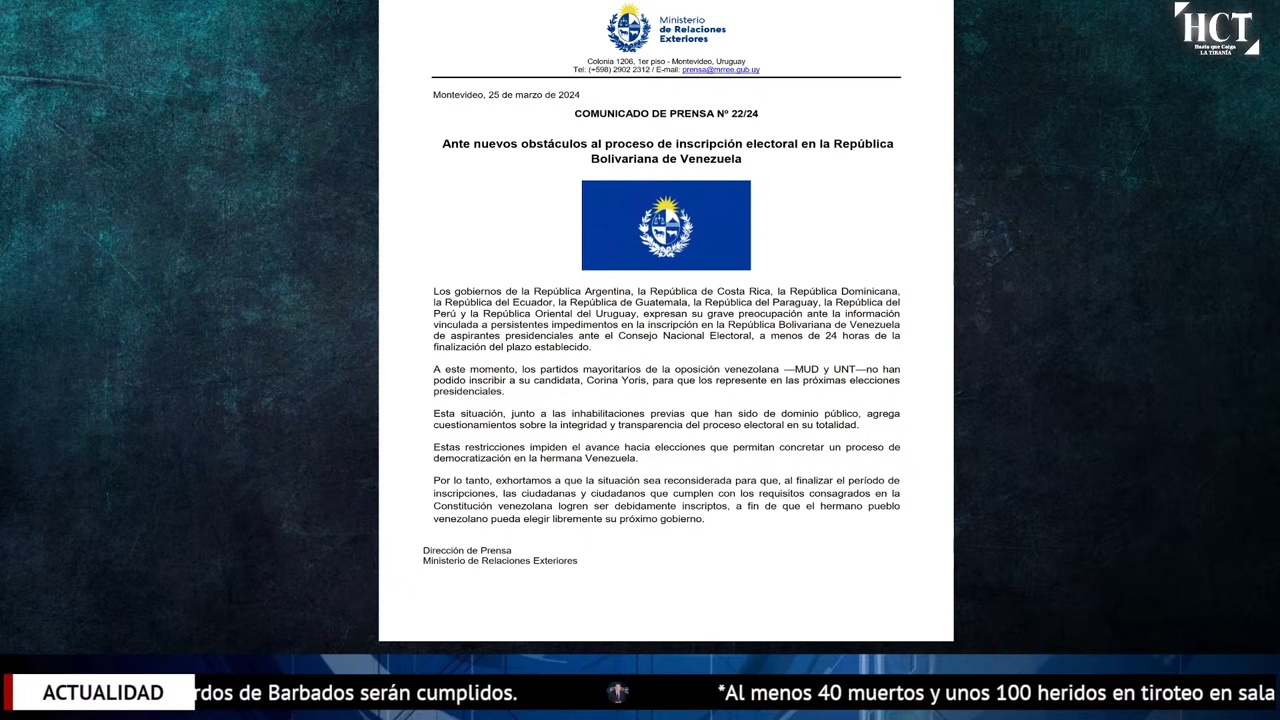 Ministerio
de Relaciones
Exteriores
HCT
Hasta que Caiga
LA TIRANÍA
Colonia 1206, 1er piso - Montevideo, Uruguay
Tel: (+598) 2902 2312 / E-mail: prensa@mrree.gub.uy
Montevideo, 25 de marzo de 2024
COMUNICADO DE PRENSA Nº 22/24
Ante nuevos obstáculos al proceso de inscripción electoral en la República
Bolivariana de Venezuela
Los gobiernos de la República Argentina, la República de Costa Rica, la República Dominicana,
la República del Ecuador, la República de Guatemala, la República del Paraguay, la República del
Perú y la República Oriental del Uruguay, expresan su grave preocupación ante la información
vinculada a persistentes impedimentos en la inscripción en la República Bolivariana de Venezuela
de aspirantes presidenciales ante el Consejo Nacional Electoral, a menos de 24 horas de la
finalización del plazo establecido.
A este momento, los partidos mayoritarios de la oposición venezolana —MUD y UNT—no han
podido inscribir a su candidata, Corina Yoris, para que los represente en las próximas elecciones
presidenciales.
Esta situación, junto a las inhabilitaciones previas que han sido de dominio público, agrega
cuestionamientos sobre la integridad y transparencia del proceso electoral en su totalidad.
Estas restricciones impiden el avance hacia elecciones que permitan concretar un proceso de
democratización en la hermana Venezuela.
Por lo tanto, exhortamos a que la situación sea reconsiderada para que, al finalizar el período de
inscripciones, las ciudadanas y ciudadanos que cumplen con los requisitos consagrados en la
Constitución venezolana logren ser debidamente inscriptos, a fin de que el hermano pueblo
venezolano pueda elegir libremente su próximo gobierno.
Dirección de Prensa
Ministerio de Relaciones Exteriores
ACTUALIDAD
rdos de Barbados serán cumplidos.
*Al menos 40 muertos y unos 100 heridos en tiroteo en sala